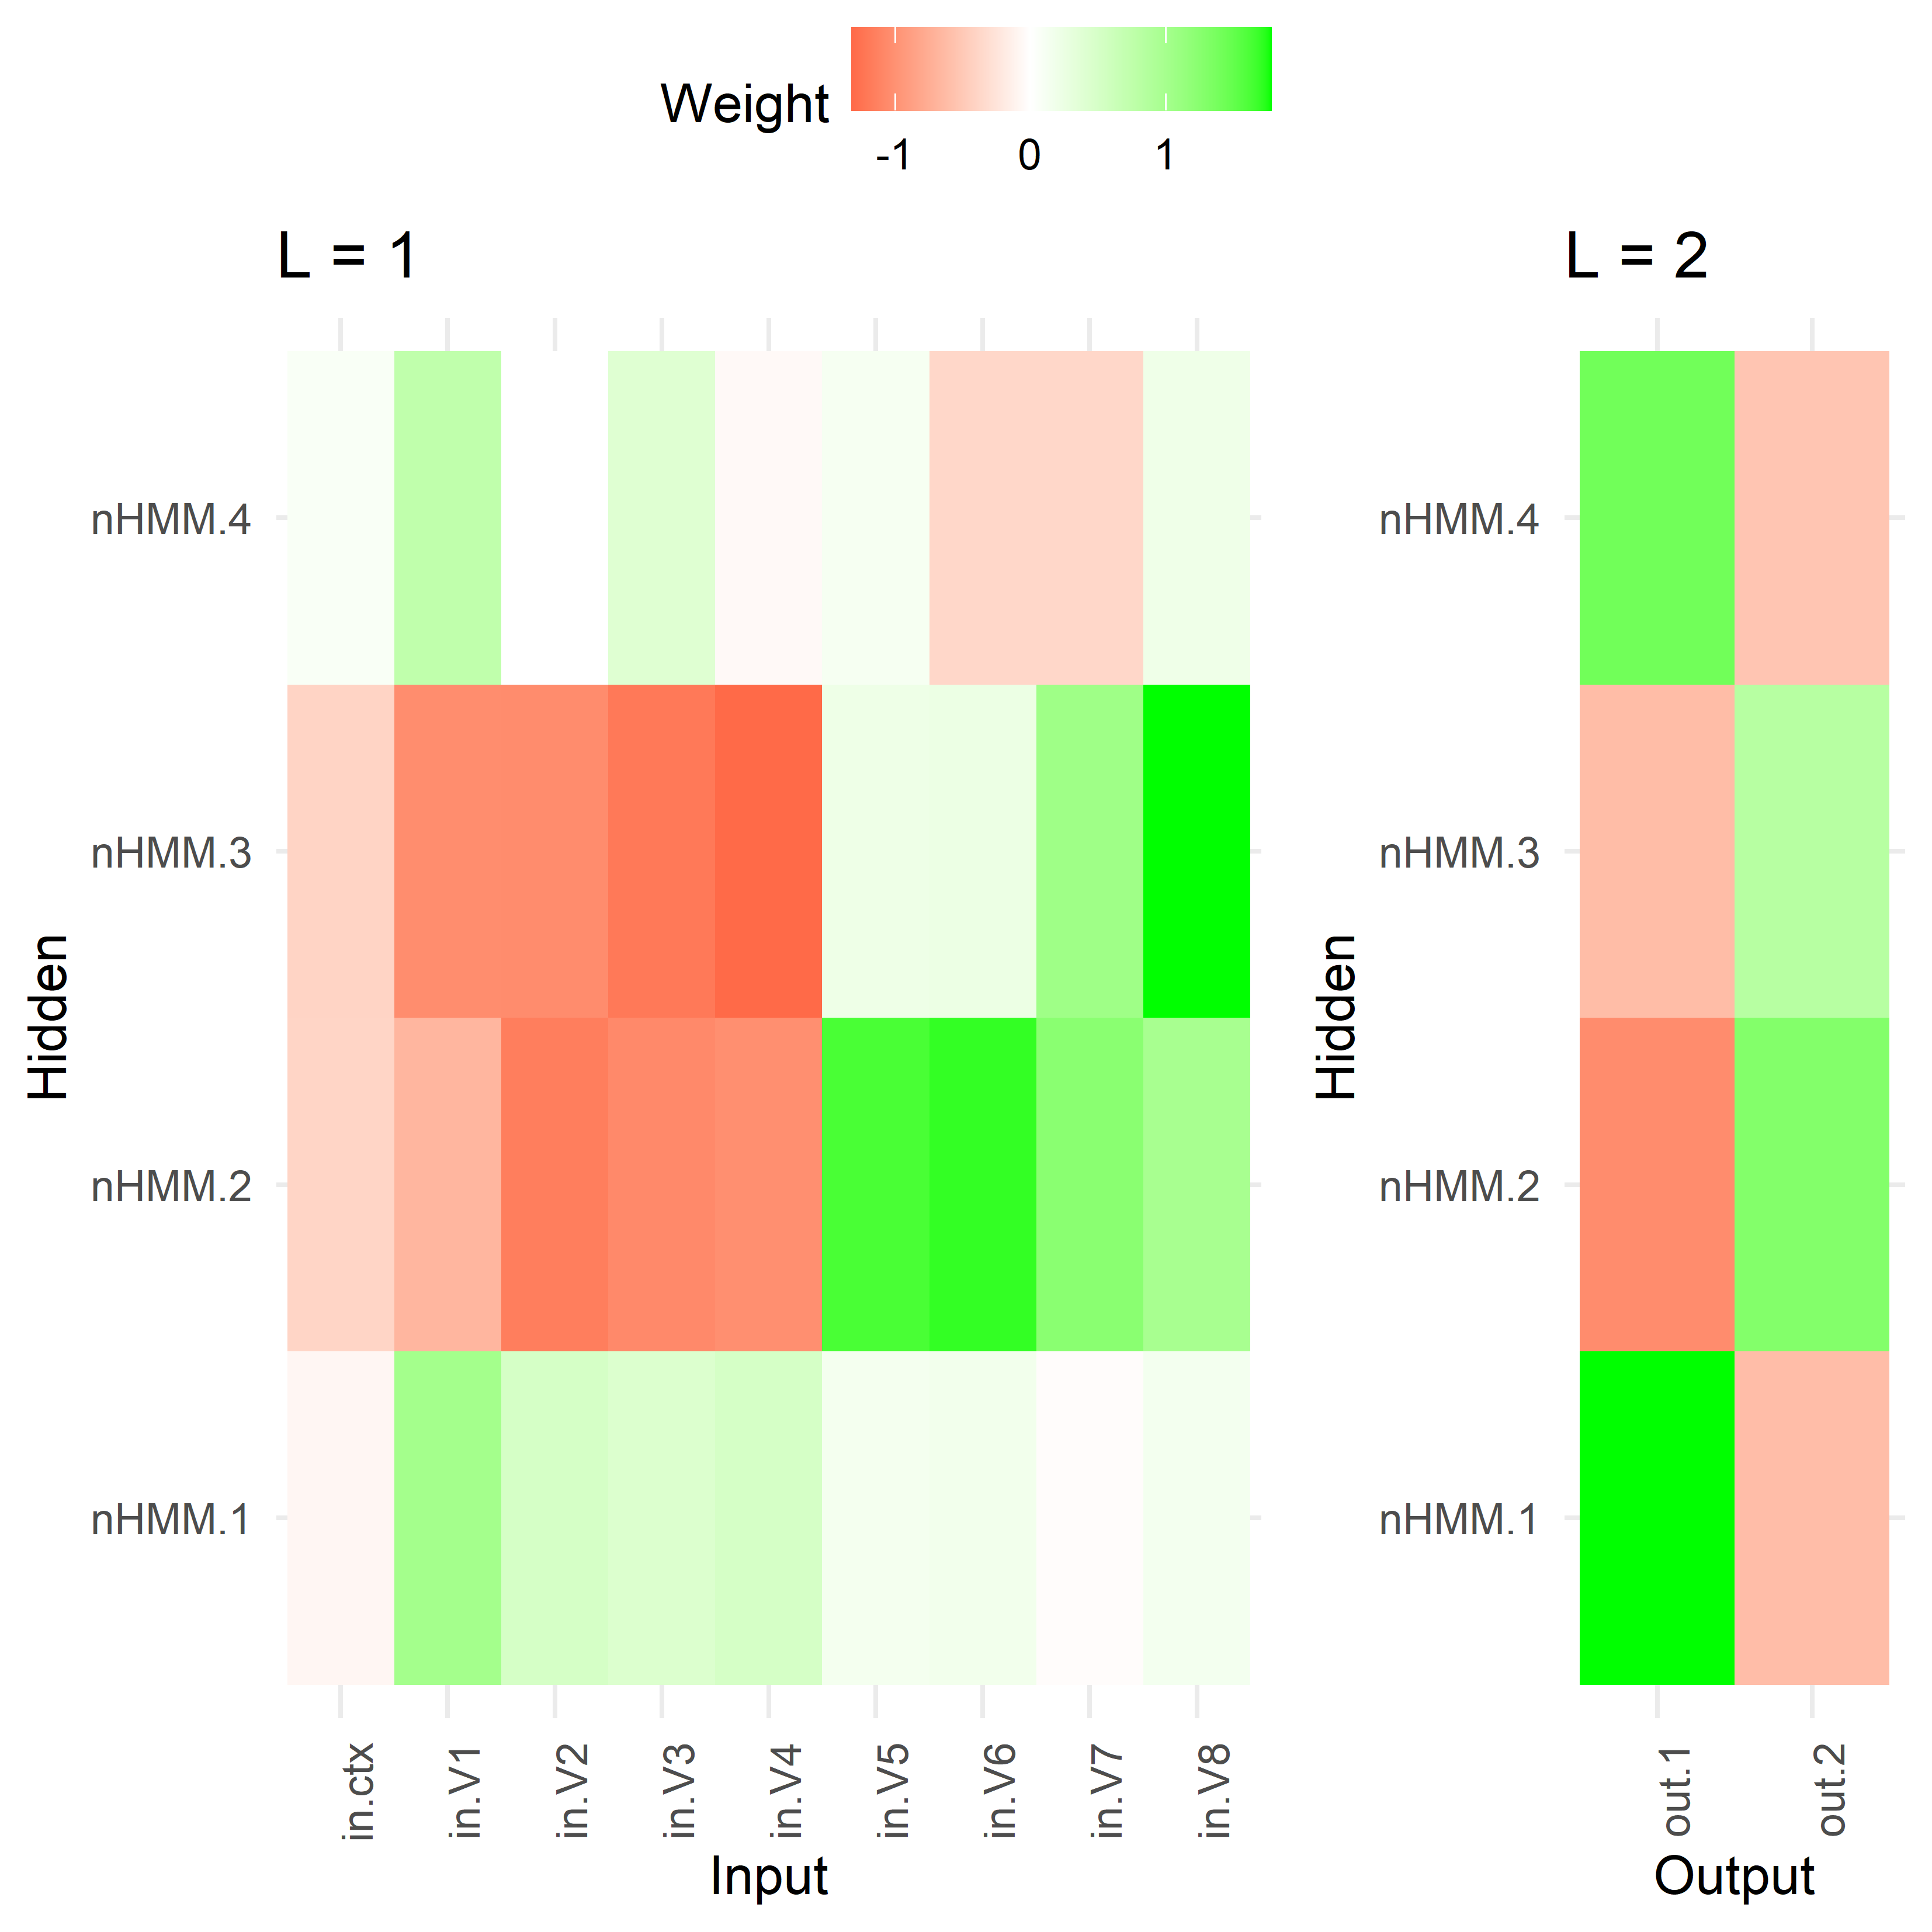 Weight
-1 0 1
L = 1
L = 2
nHMM.4
nHMM.3
nHMM.2
nHMM.1
Hidden
in.ctx
in.V1
in.V2
in.V3
in.V4
in.V5
in.V6
in.V7
in.V8
Input
nHMM.4
nHMM.3
nHMM.2
nHMM.1
Hidden
out.1
out.2
Output